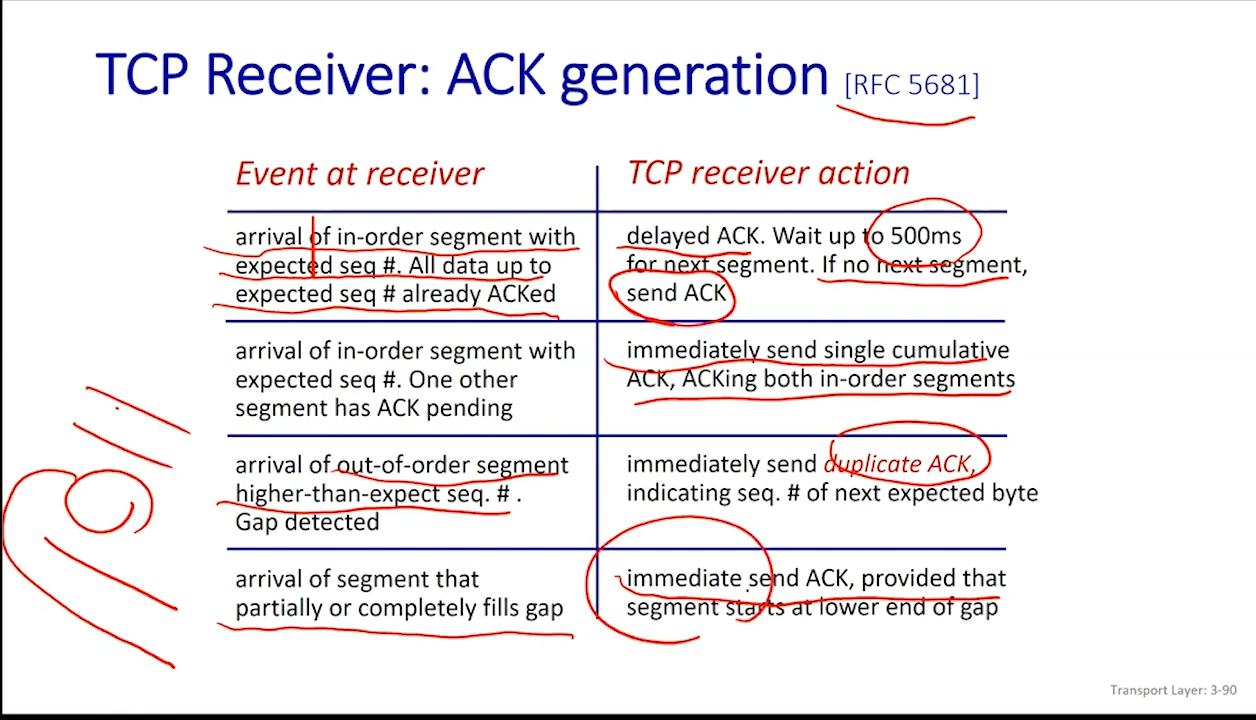 TCP Receiver: ACK generation [RFC 5681]
Event at receiver
TCP receiver action
arrival of in-order segment with
expected seq #. All data up to
expected seq # already ACKed
delayed ACK. Wait up to 500ms
for next segment. If no next segment,
send ACK
arrival of in-order segment with
expected seq #. One other
segment has ACK pending
immediately send single cumulative
ACK, ACKing both in-order segments
arrival of out-of-order segment
higher-than-expect seq. # .
Gap detected
immediately send duplicate ACK,
indicating seq. # of next expected byte
arrival of segment that
partially or completely fills gap
immediate send ACK, provided that
segment starts at lower end of gap
Transport Layer: 3-90